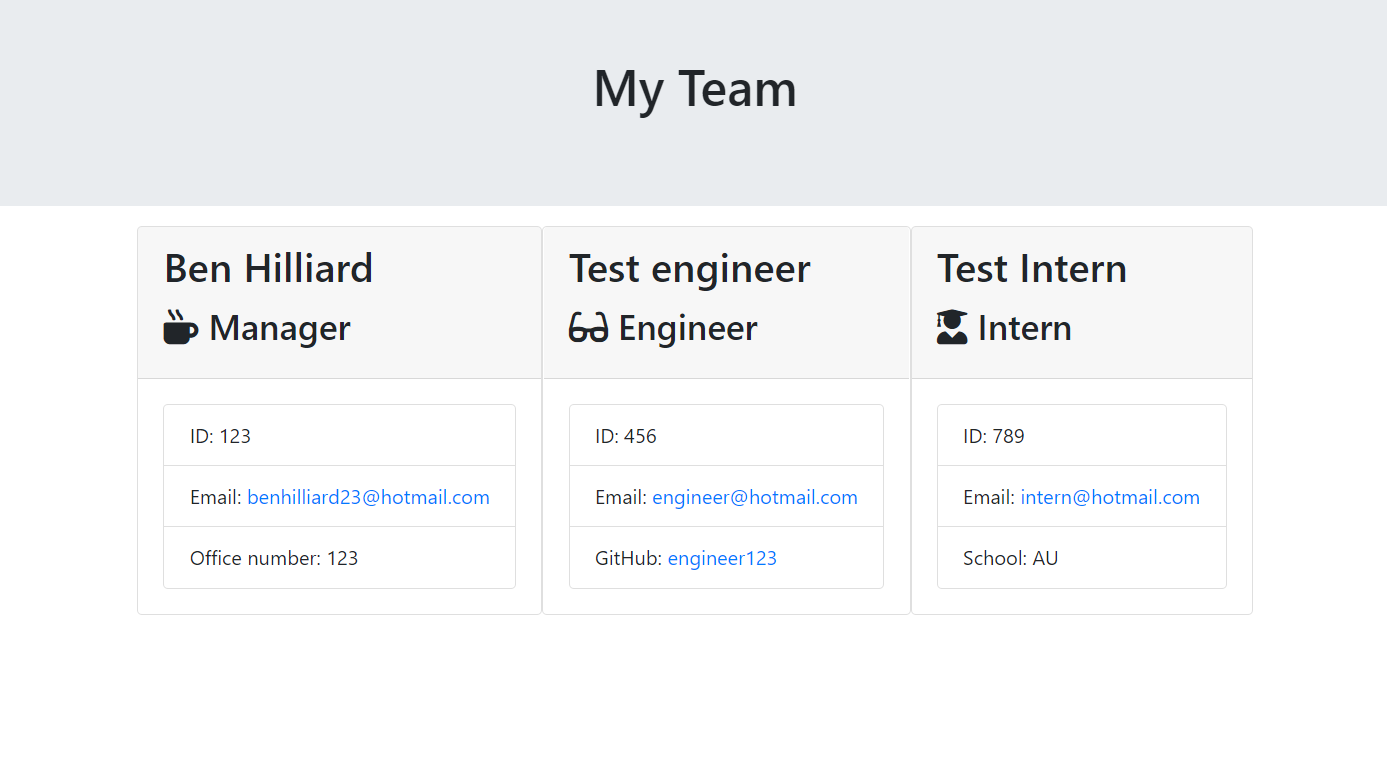 My Team
Ben Hilliard
Manager
ID: 123
Email: benhilliard23@hotmail.com
Office number: 123
Test engineer
Engineer
ID: 456
Email: engineer@hotmail.com
GitHub: engineer123
Test Intern
Intern
ID: 789
Email: intern@hotmail.com
School: AU